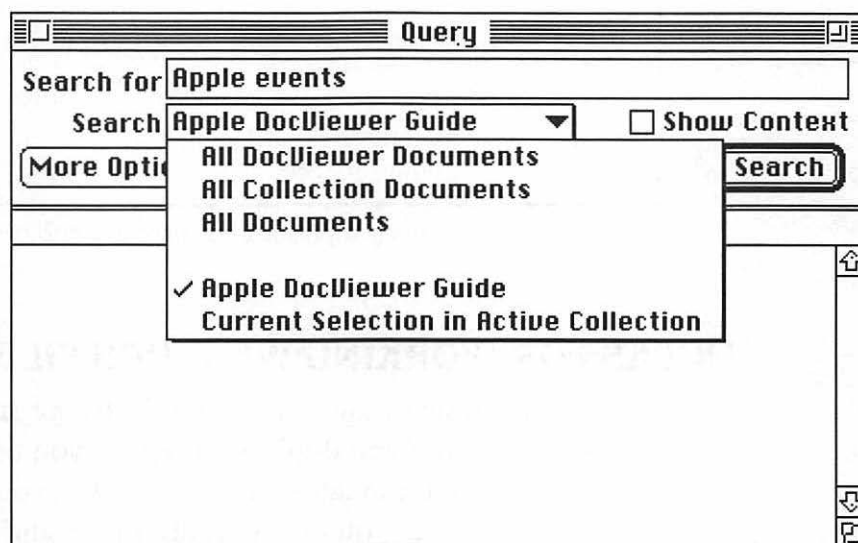 Query
Search for Apple events
Search Apple DocViewer Guide Show Context
More Optio Search
All DocViewer Documents
All Collection Documents
All Documents
Apple DocViewer Guide
Current Selection in Active Collection